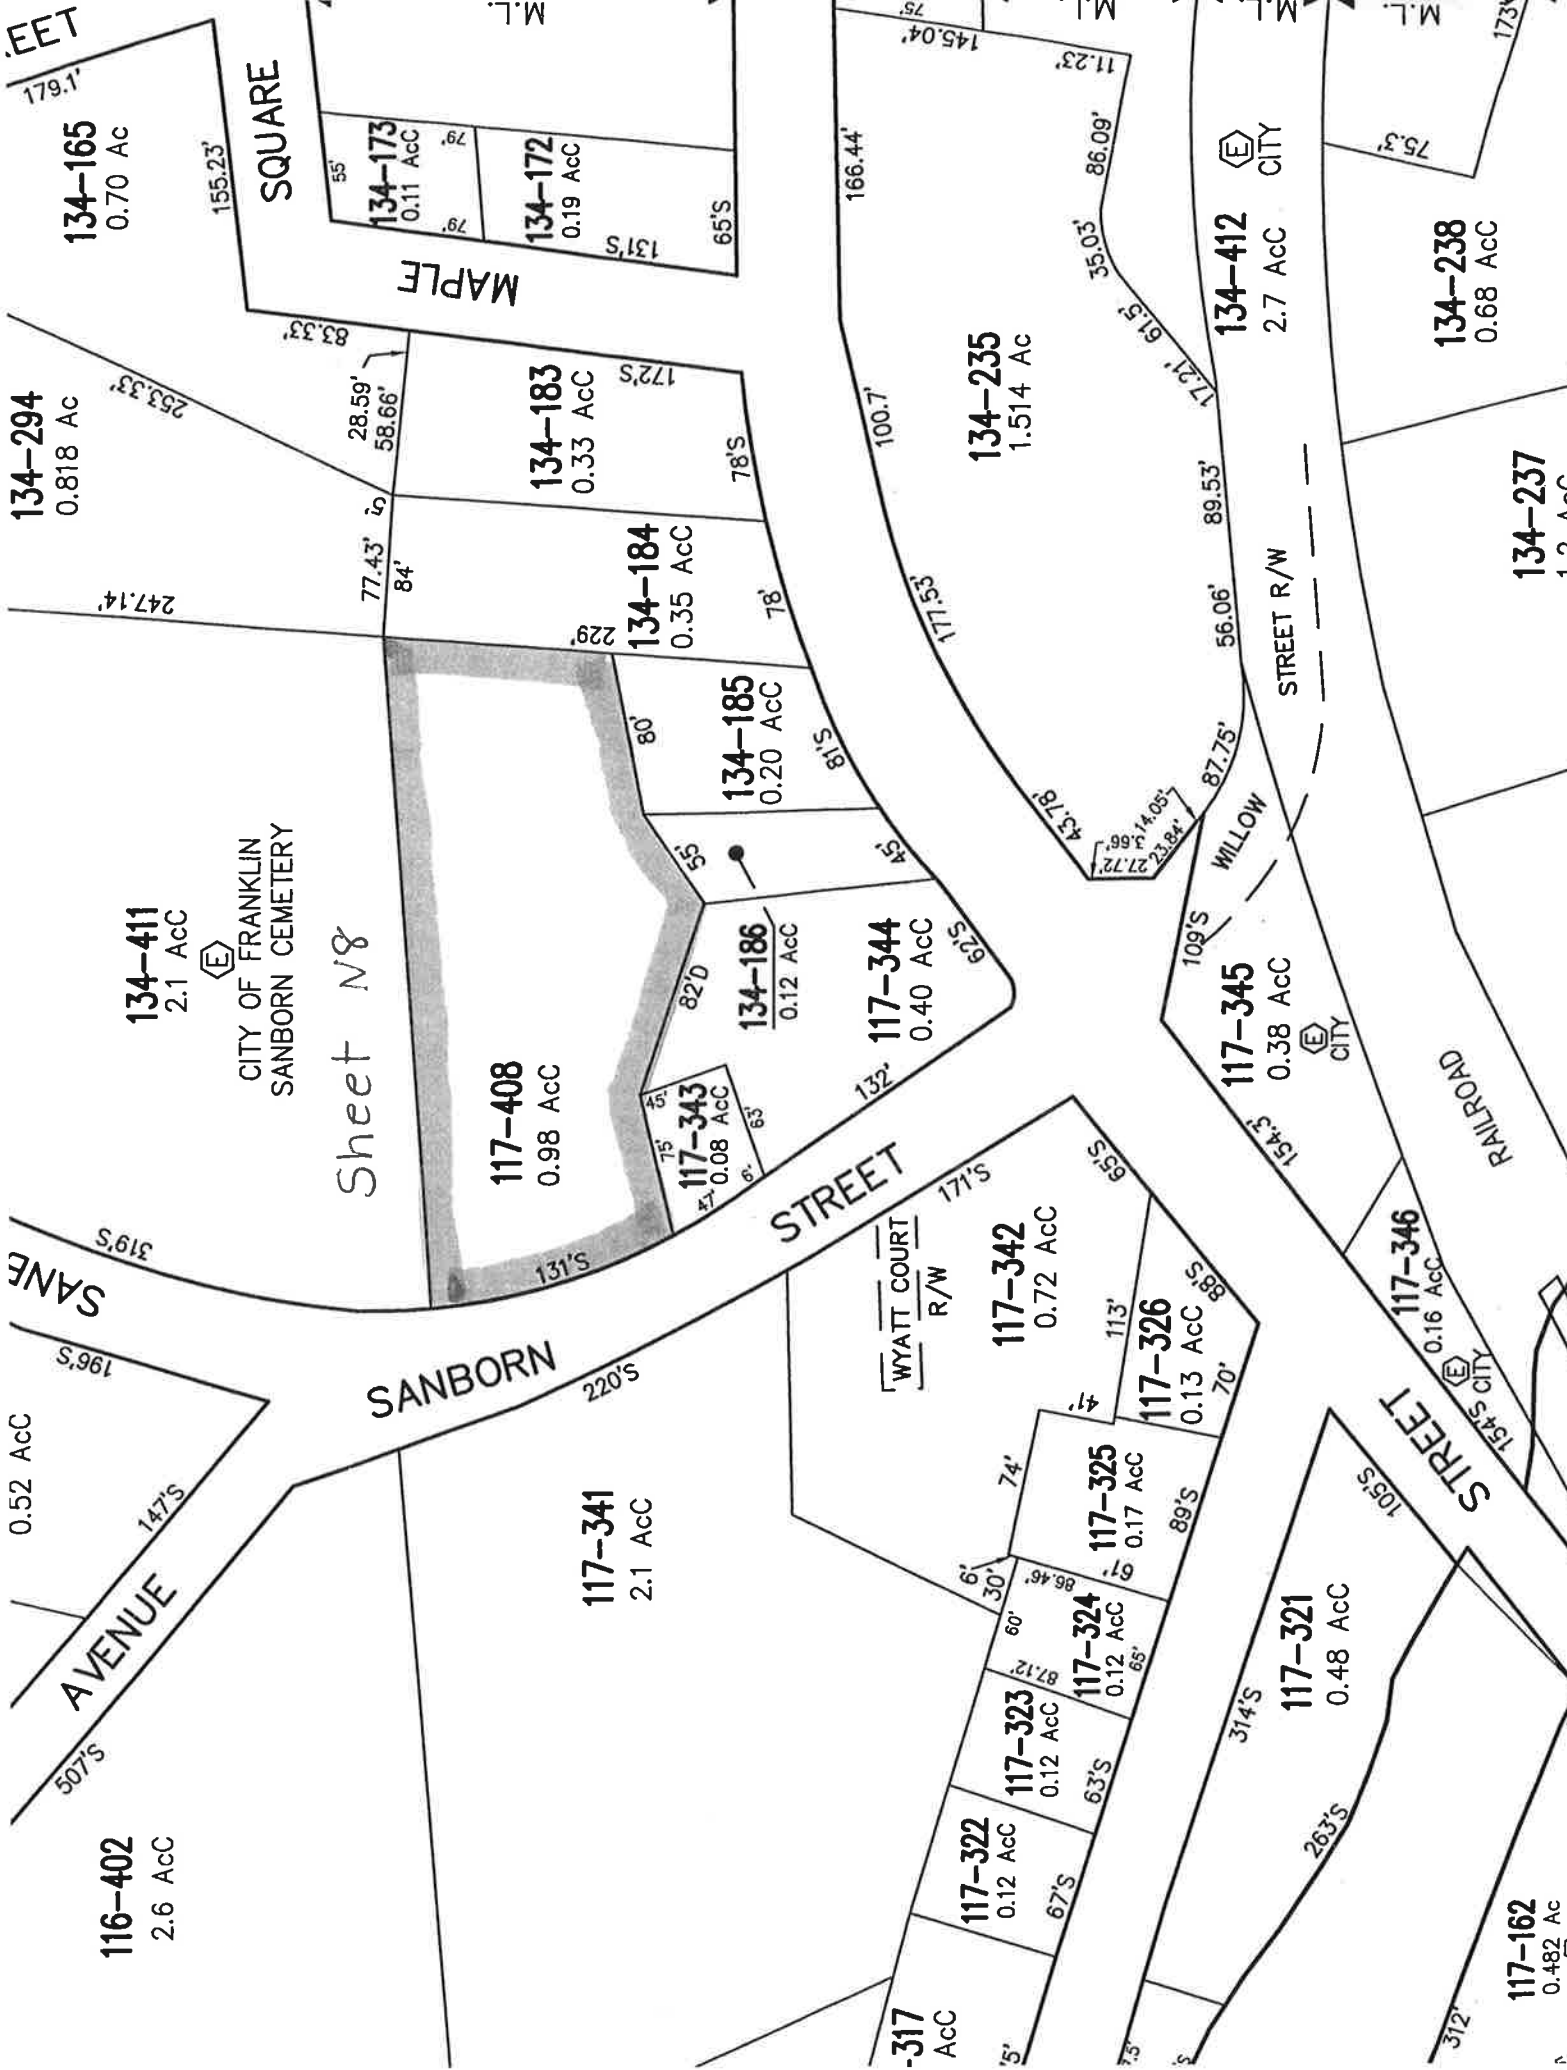 EET
179.1'
134-165
0.70 Ac
155.23'
SQUARE
M.L.
55'
134-173
0.11 AcC
79'
79'
134-172
0.19 AcC
131'S
65'S
MAPLE
83.33'
134-294
0.818 Ac
253.33'
28.59'
58.66'
172'S
134-183
0.33 AcC
78'S
5'
77.43'
84'
247.14'
229'
134-184
0.35 AcC
78'
134-411
2.1 AcC
E
CITY OF FRANKLIN
SANBORN CEMETERY
Sheet N8
80'
134-185
0.20 AcC
81'S
55'
45'
134-186
0.12 AcC
82'D
117-344
0.40 AcC
62'S
132'
117-408
0.98 AcC
131'S
45'
75'
117-343
0.08 AcC
63'
47'
6'
75'
145.04'
M.L.
11.23'
86.09'
35.03'
61.5'
17.21'
166.44'
100.7'
177.53'
43.78'
134-235
1.514 Ac
M.L.
E
CITY
134-412
2.7 AcC
M.L.
173'
75.3'
134-238
0.68 AcC
134-237
89.53'
56.06'
STREET R/W
87.75'
14.05'
3.66'
23.84'
27.72'
WILLOW
109'S
117-345
0.38 AcC
E
CITY
154.3'
RAILROAD
117-346
0.16 AcC
E
CITY
154'S
STREET
105'S
319'S
SANB
196'S
SANBORN
STREET
220'S
171'S
65'S
WYATT COURT
R/W
117-342
0.72 AcC
113'
88'S
117-326
0.13 AcC
70'
41'
74'
117-325
0.17 AcC
89'S
6'
30'
86.46'
61'
60'
117-324
0.12 AcC
65'
87.12'
117-323
0.12 AcC
63'S
117-322
0.12 AcC
67'S
-317
AcC
0.52 AcC
147'S
AVENUE
507'S
116-402
2.6 AcC
117-341
2.1 AcC
314'S
117-321
0.48 AcC
263'S
117-162
0.482 Ac
312'